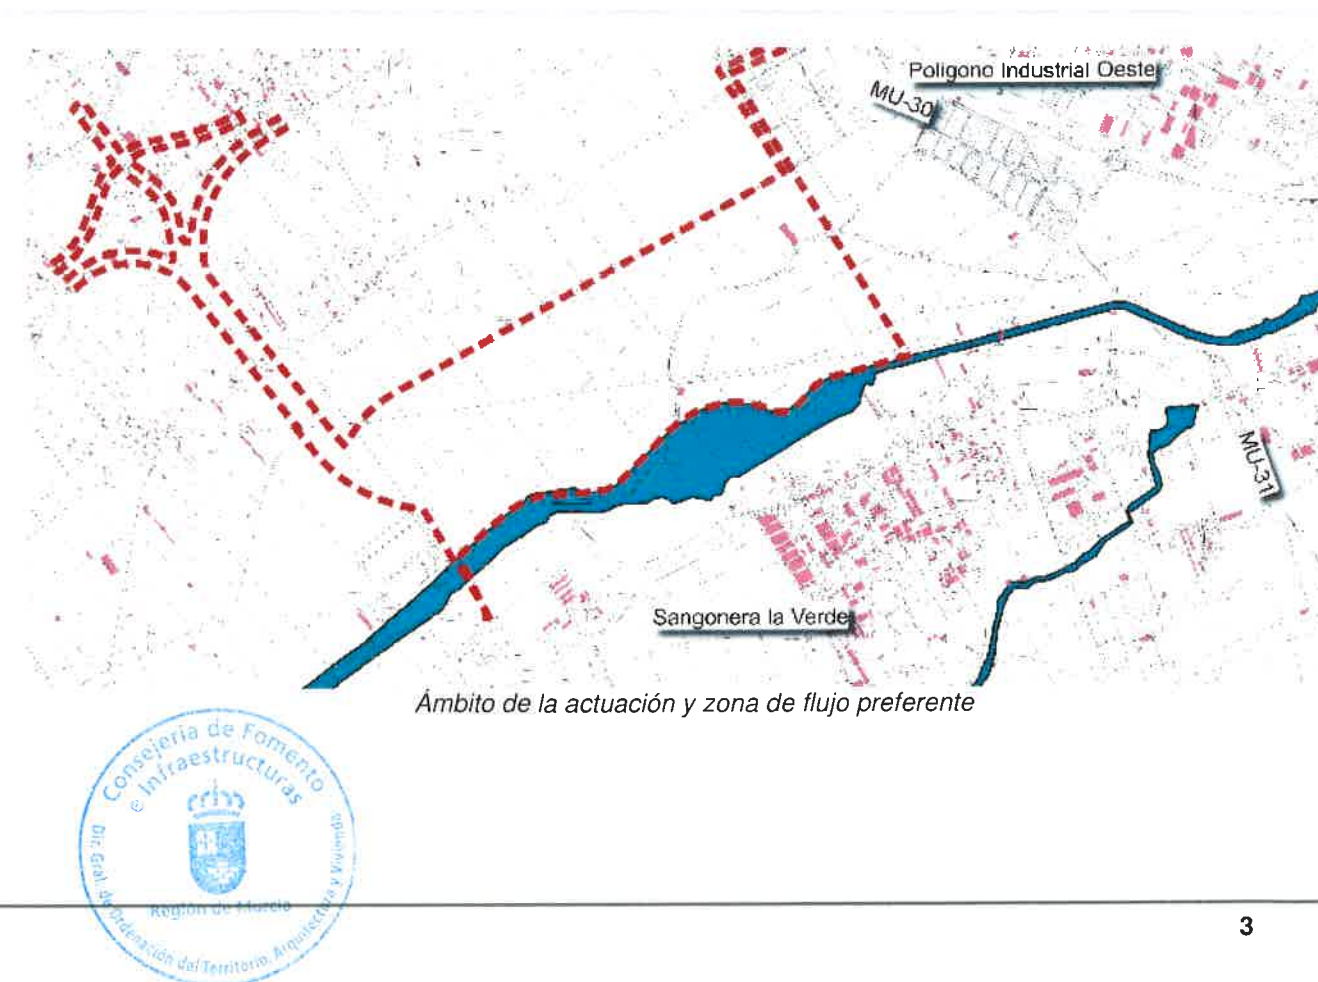 Poligono Industrial Oeste
MU-30
MU-31
Sangonera la Verde
Ámbito de la actuación y zona de flujo preferente
Consejería de Fomento
e Infraestructuras
Región de Murcia
Dir. Gral. de Ordenación del Territorio, Arquitectura y Vivienda
3